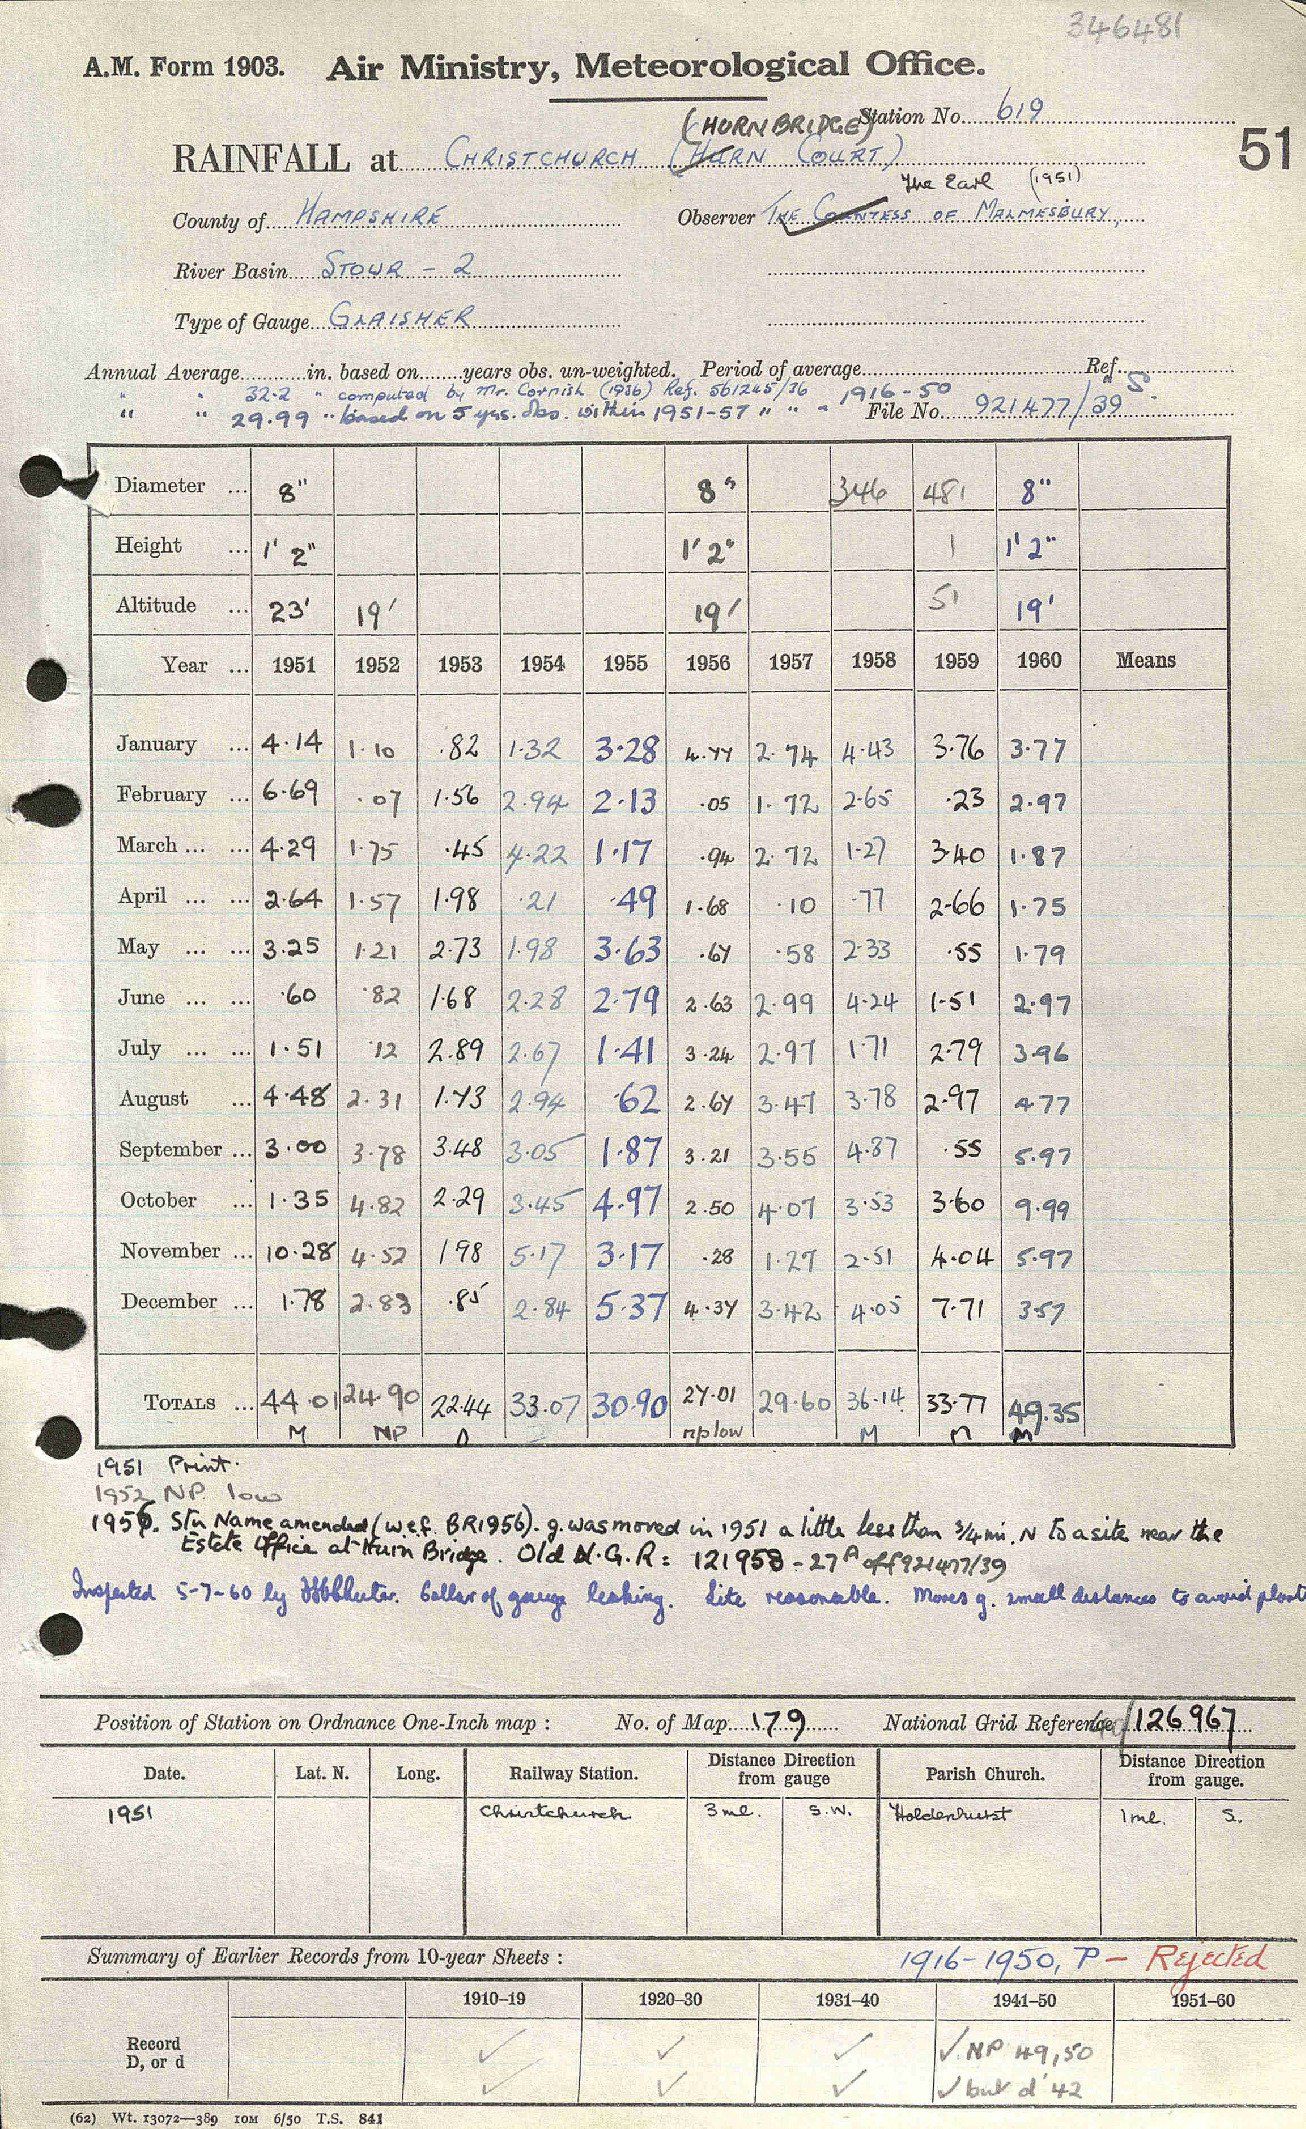 346481
A.M. Form 1903. Air Ministry, Meteorological Office.
Station No. 619
51
(HURNBRIDGE)
RAINFALL at CHRISTCHURCH (HURN COURT)
The Earl (1951)
County of HAMPSHIRE Observer THE COUNTESS OF MALMESBURY,
River Basin STOUR - 2
Type of Gauge GLAISHER
Annual Average in. based on years obs. un-weighted. Period of average Ref.
" " 32.2 " computed by Mr. Cornish (1936) Ref. 561245/36 1916-50 " S.
" " 29.99 " based on 5 yrs. obs. within 1951-57 " " " File No. 921477/39
Diameter ... 8" 8" 346 481 8"
Height ... 1' 2" 1' 2" 1 1' 2"
Altitude ... 23' 19' 19' 51 19'
Year ... 1951 1952 1953 1954 1955 1956 1957 1958 1959 1960 Means
January ... 4.14 1.10 .82 1.32 3.28 4.77 2.74 4.43 3.76 3.77
February ... 6.69 .07 1.56 2.94 2.13 .05 1.72 2.65 .23 2.97
March ... ... 4.29 1.75 .45 4.22 1.17 .94 2.72 1.27 3.40 1.87
April ... ... 2.64 1.57 1.98 .21 .49 1.68 .10 .77 2.66 1.75
May ... ... 3.25 1.21 2.73 1.98 3.63 .67 .58 2.33 .55 1.79
June ... ... .60 .82 1.68 2.28 2.79 2.63 2.99 4.24 1.51 2.97
July ... ... 1.51 .12 2.89 2.67 1.41 3.24 2.97 1.71 2.79 3.96
August ... 4.48 2.31 1.73 2.94 .62 2.67 3.47 3.78 2.97 4.77
September ... 3.00 3.78 3.48 3.05 1.87 3.21 3.55 4.87 .55 5.97
October ... 1.35 4.82 2.29 3.45 4.97 2.50 4.07 3.53 3.60 9.99
November ... 10.28 4.52 1.98 5.17 3.17 .28 1.27 2.51 4.04 5.97
December ... 1.78 2.83 .85 2.84 5.37 4.37 3.42 4.05 7.71 3.57
TOTALS ... 44.01 24.90 22.44 33.07 30.90 27.01 29.60 36.14 33.77 49.35
M NP np low M M
1951 Print.
1952 NP. low
1956. Stn Name amended (w.e.f. BR1956). g. was moved in 1951 a little less than 3/4 mi. N to a site near the
Estate Office at Hurn Bridge. Old N.G.R: 121958 - 27A off 921477/39
Inspected 5-7-60 by Collar of gauge leaking. Site reasonable. Moves g. small distances to avoid plants
Position of Station on Ordnance One-Inch map : No. of Map 179 National Grid Reference 40/126967
Date. Lat. N. Long. Railway Station. Distance Direction from gauge Parish Church. Distance Direction from gauge.
1951 Christchurch 3 ml. S.W. Holdenhurst 1 ml. S.
Summary of Earlier Records from 10-year Sheets : 1916-1950, P - Rejected
1910-19 1920-30 1931-40 1941-50 1951-60
Record ✓ ✓ ✓ ✓ NP 49,50
D, or d ✓ ✓ ✓ ✓ but d '42
(62) Wt. 13072—389 10M 6/50 T.S. 841